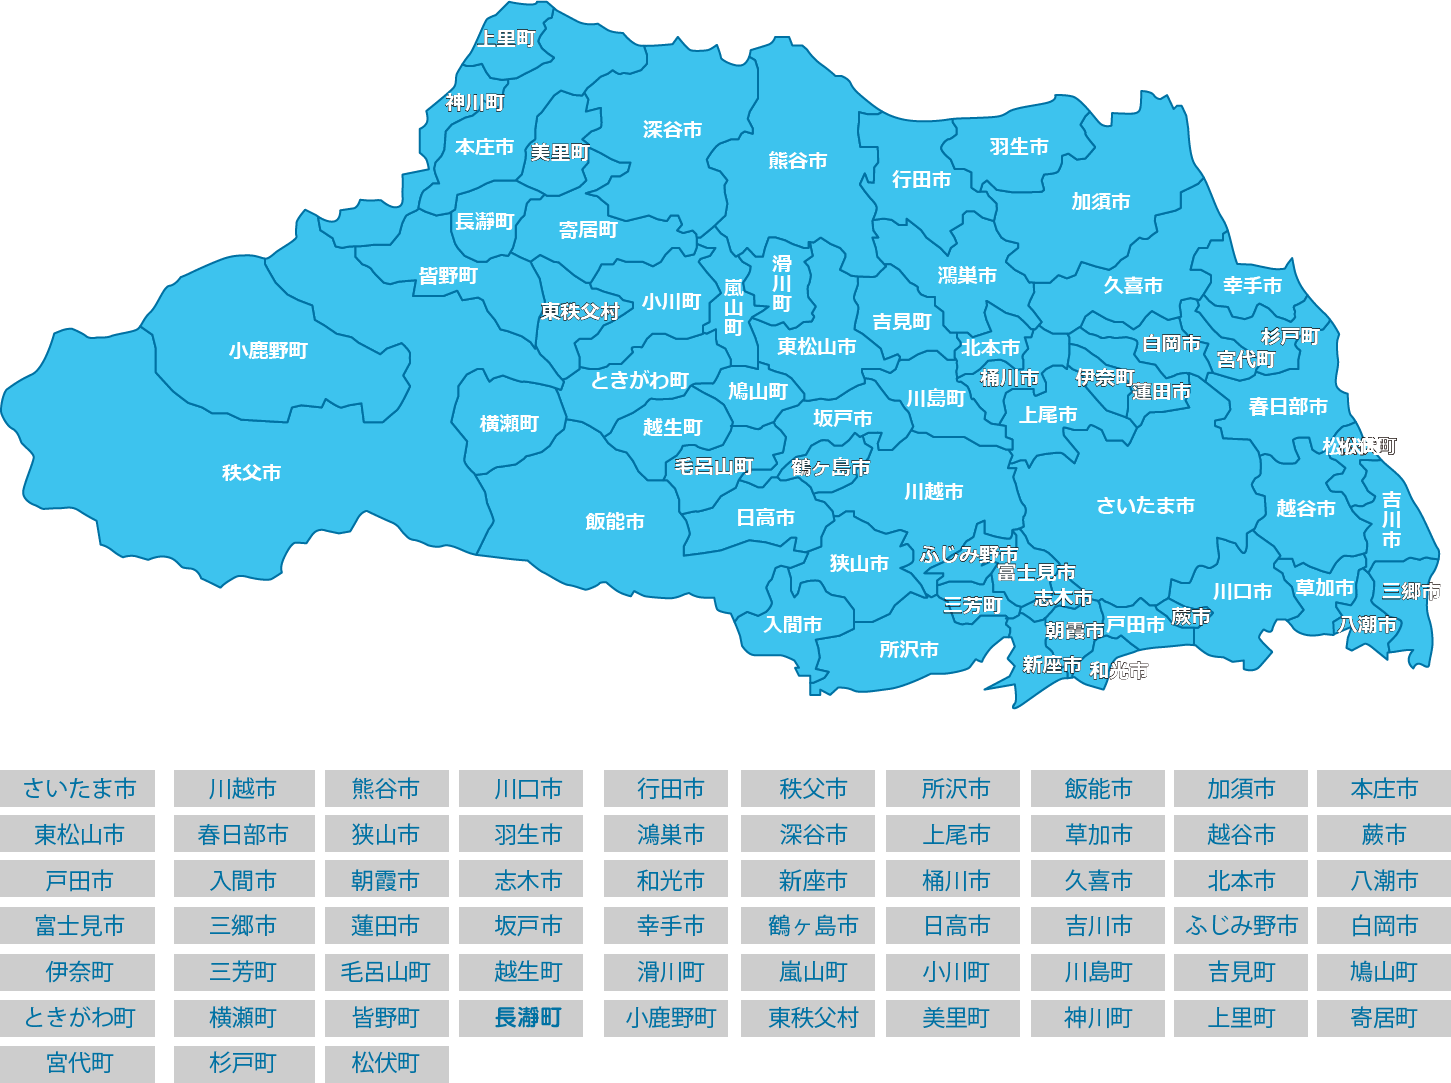 上里町
神川町
本庄市
美里町
深谷市
熊谷市
行田市
羽生市
加須市
長瀞町
寄居町
皆野町
東秩父村
小川町
嵐山町
滑川町
吉見町
鴻巣市
久喜市
幸手市
小鹿野町
東松山市
北本市
白岡市
杉戸町
宮代町
ときがわ町
鳩山町
川島町
桶川市
伊奈町
蓮田市
横瀬町
越生町
坂戸市
上尾市
春日部市
松伏町
秩父市
毛呂山町
鶴ヶ島市
川越市
さいたま市
越谷市
吉川市
飯能市
日高市
狭山市
ふじみ野市
富士見市
三芳町
志木市
川口市
草加市
三郷市
入間市
所沢市
朝霞市
戸田市
蕨市
八潮市
新座市
和光市
さいたま市 川越市 熊谷市 川口市 行田市 秩父市 所沢市 飯能市 加須市 本庄市
東松山市 春日部市 狭山市 羽生市 鴻巣市 深谷市 上尾市 草加市 越谷市 蕨市
戸田市 入間市 朝霞市 志木市 和光市 新座市 桶川市 久喜市 北本市 八潮市
富士見市 三郷市 蓮田市 坂戸市 幸手市 鶴ヶ島市 日高市 吉川市 ふじみ野市 白岡市
伊奈町 三芳町 毛呂山町 越生町 滑川町 嵐山町 小川町 川島町 吉見町 鳩山町
ときがわ町 横瀬町 皆野町 長瀞町 小鹿野町 東秩父村 美里町 神川町 上里町 寄居町
宮代町 杉戸町 松伏町